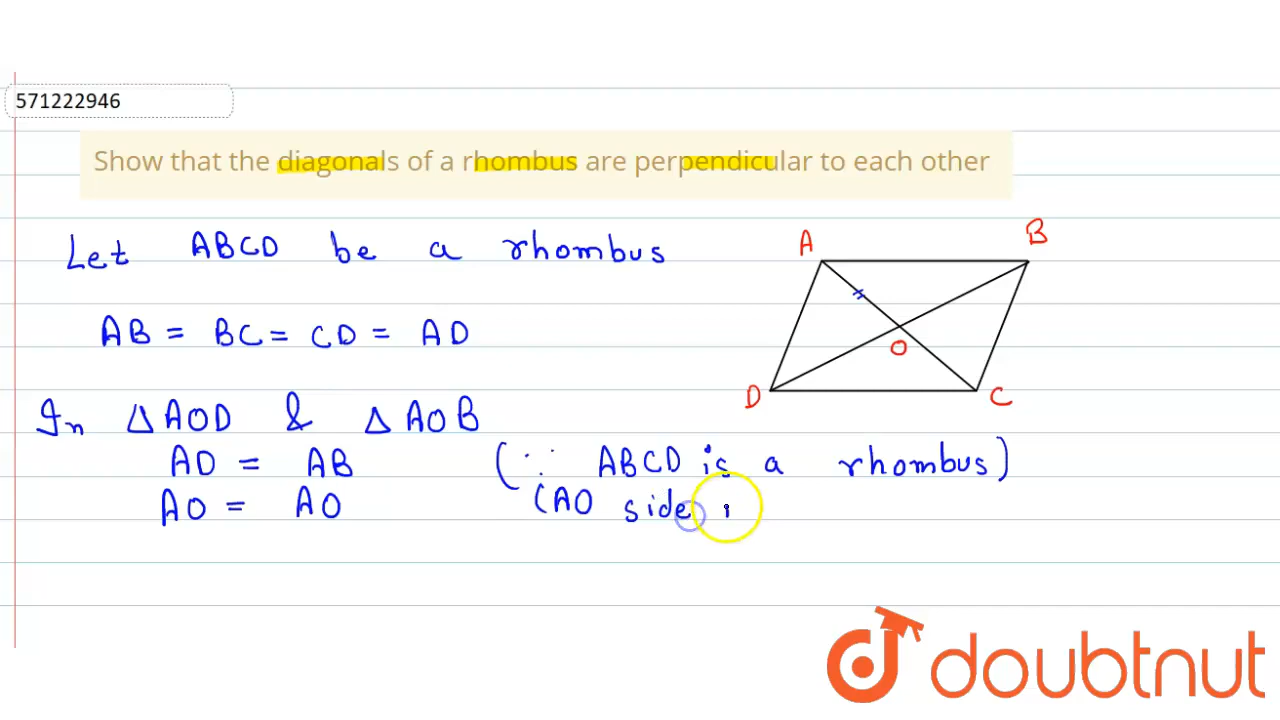 571222946
Show that the diagonals of a rhombus are perpendicular to each other
Let ABCD be a rhombus
A B
AB = BC = CD = AD
O
D C
In △AOD & △AOB
AD = AB (∵ ABCD is a rhombus)
AO = AO (AO side i
doubtnut